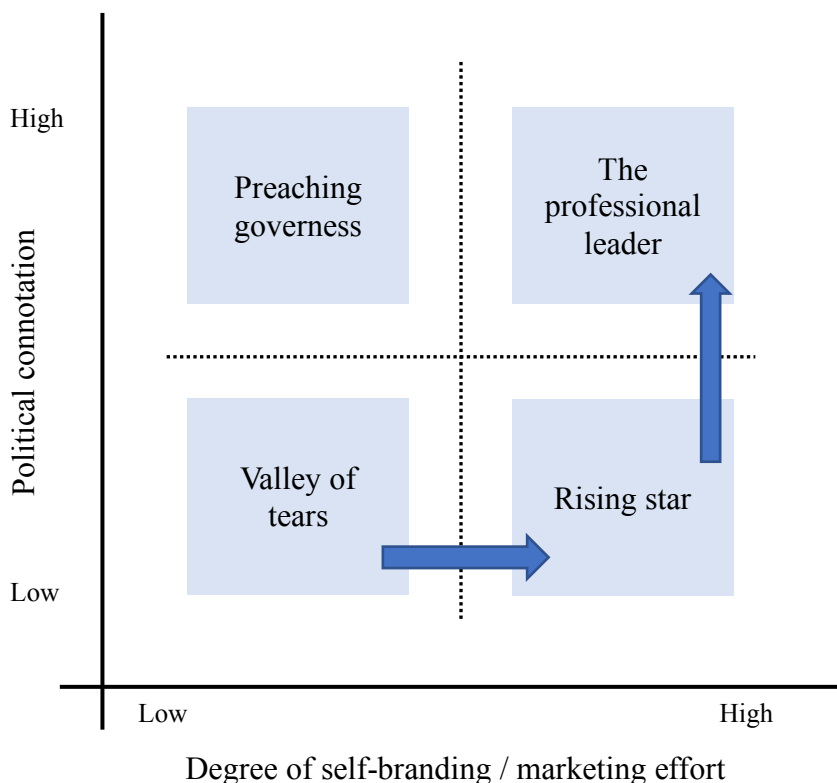 High
Preaching
governess
The
professional
leader
Political connotation
Valley of
tears
Rising star
Low
Low
High
Degree of self-branding / marketing effort